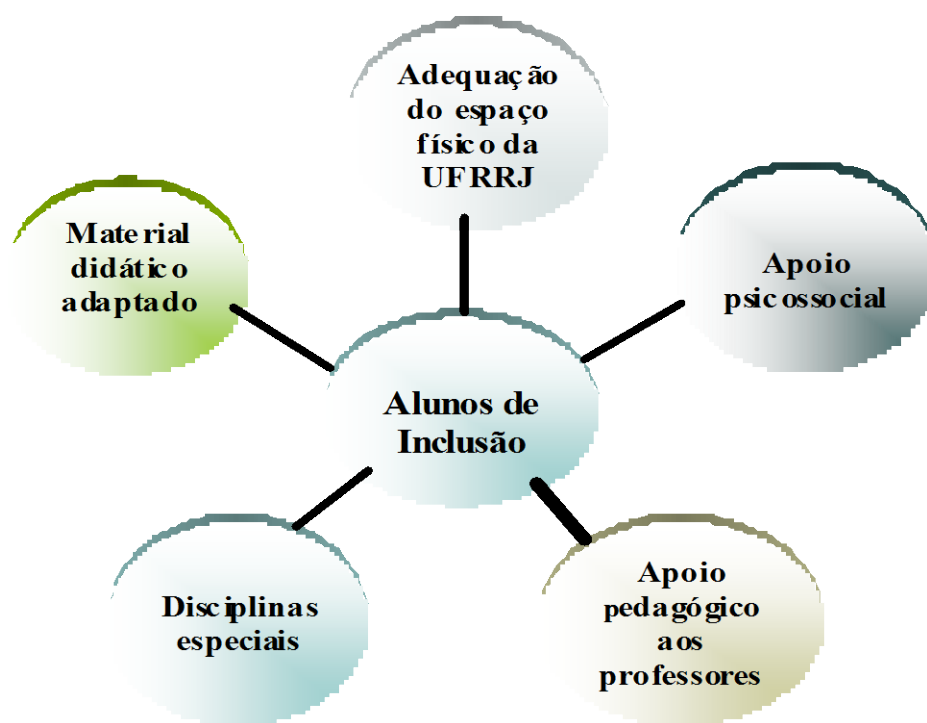 Adequação
do espaço
físico da
UFRRJ
Material
didático
adaptado
Apoio
psicossocial
Alunos de
Inclusão
Disciplinas
especiais
Apoio
pedagógico
aos
professores